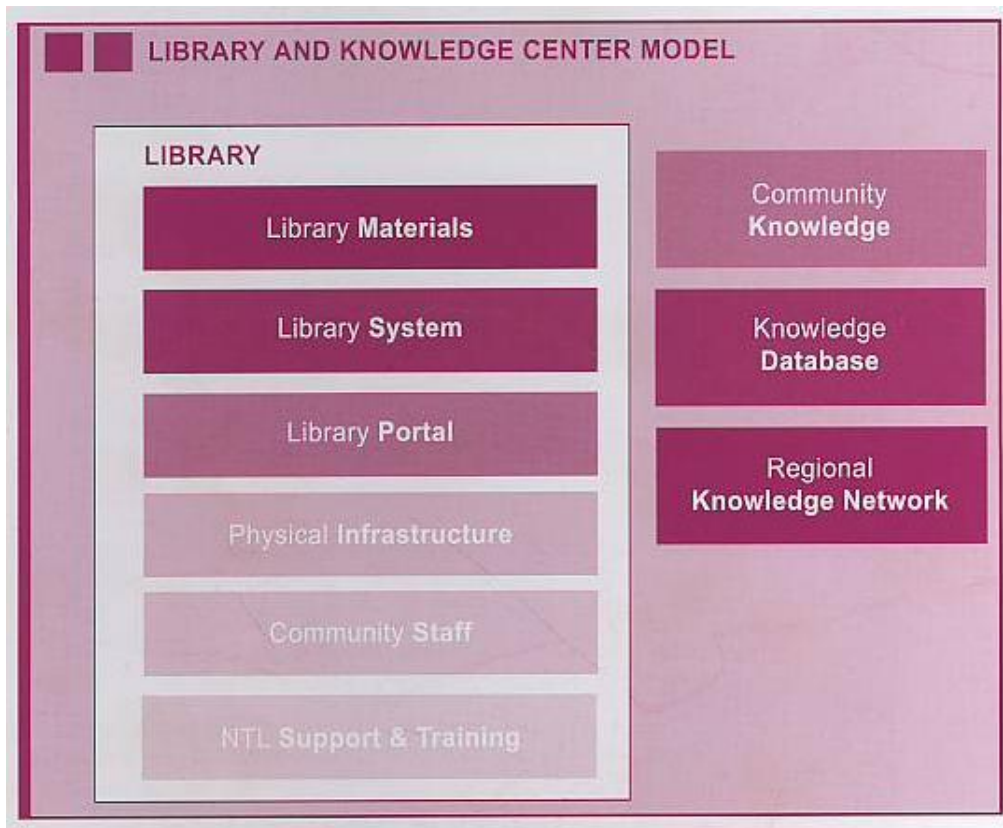 LIBRARY AND KNOWLEDGE CENTER MODEL
LIBRARY
Library Materials
Library System
Library Portal
Physical Infrastructure
Community Staff
NTL Support & Training
Community
Knowledge
Knowledge
Database
Regional
Knowledge Network